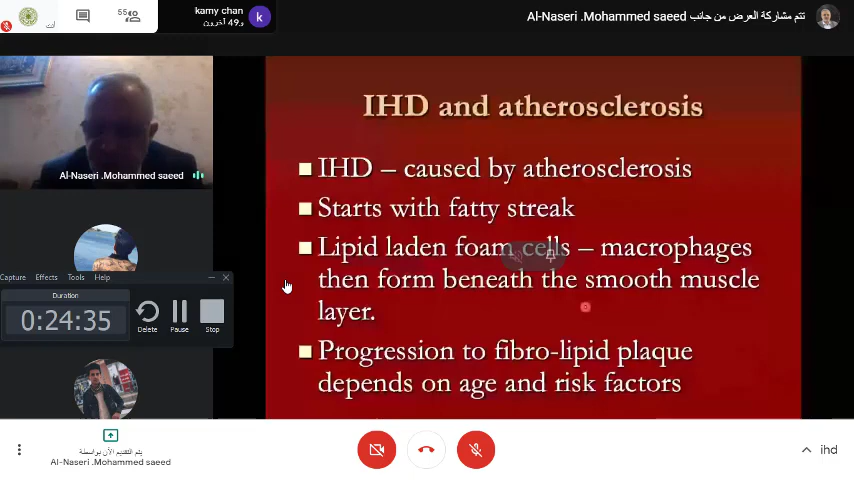 أنت
55
kamy chan
و49 آخرون
k
تتم مشاركة العرض من جانب Al-Naseri .Mohammed saeed
IHD and atherosclerosis
IHD – caused by atherosclerosis
Starts with fatty streak
Lipid laden foam cells – macrophages
then form beneath the smooth muscle
layer.
Progression to fibro-lipid plaque
depends on age and risk factors
Al-Naseri .Mohammed saeed
Capture Effects Tools Help
Duration
0:24:35
Delete Pause Stop
يتم التقديم الآن بواسطة
Al-Naseri .Mohammed saeed
ihd